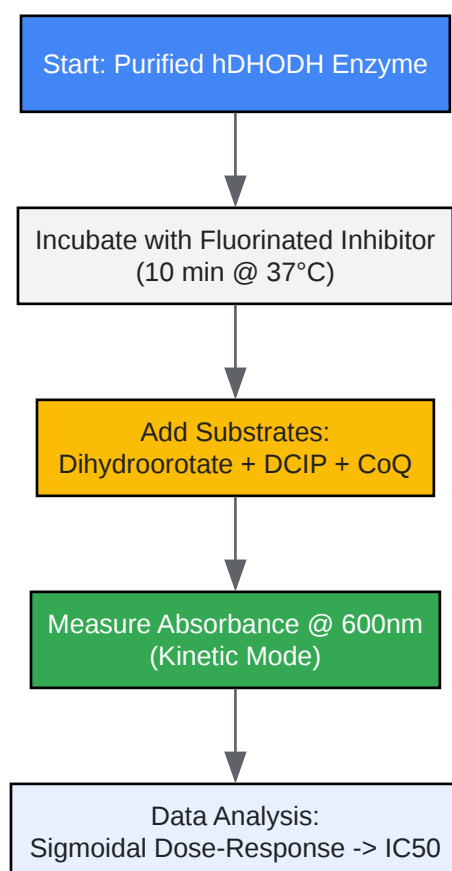 Start: Purified hDHODH Enzyme
Incubate with Fluorinated Inhibitor
(10 min @ 37°C)
Add Substrates:
Dihydroorotate + DCIP + CoQ
Measure Absorbance @ 600nm
(Kinetic Mode)
Data Analysis:
Sigmoidal Dose-Response -> IC50